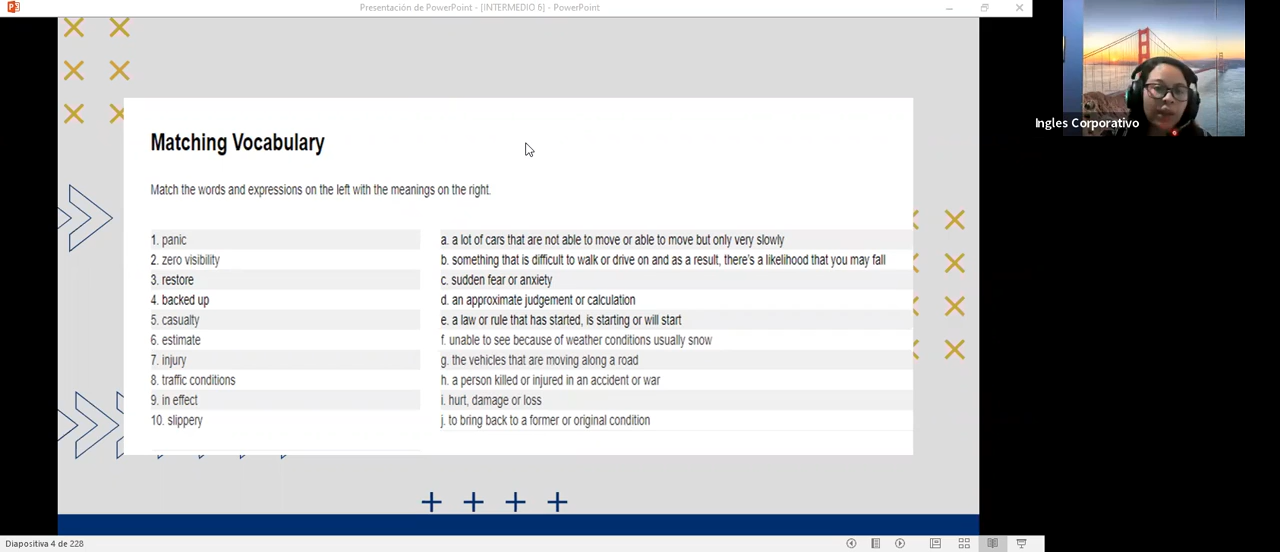 Presentación de PowerPoint - [INTERMEDIO 6] - PowerPoint
Ingles Corporativo
Matching Vocabulary
Match the words and expressions on the left with the meanings on the right.
1. panic
2. zero visibility
3. restore
4. backed up
5. casualty
6. estimate
7. injury
8. traffic conditions
9. in effect
10. slippery
a. a lot of cars that are not able to move or able to move but only very slowly
b. something that is difficult to walk or drive on and as a result, there's a likelihood that you may fall
c. sudden fear or anxiety
d. an approximate judgement or calculation
e. a law or rule that has started, is starting or will start
f. unable to see because of weather conditions usually snow
g. the vehicles that are moving along a road
h. a person killed or injured in an accident or war
i. hurt, damage or loss
j. to bring back to a former or original condition
Diapositiva 4 de 228